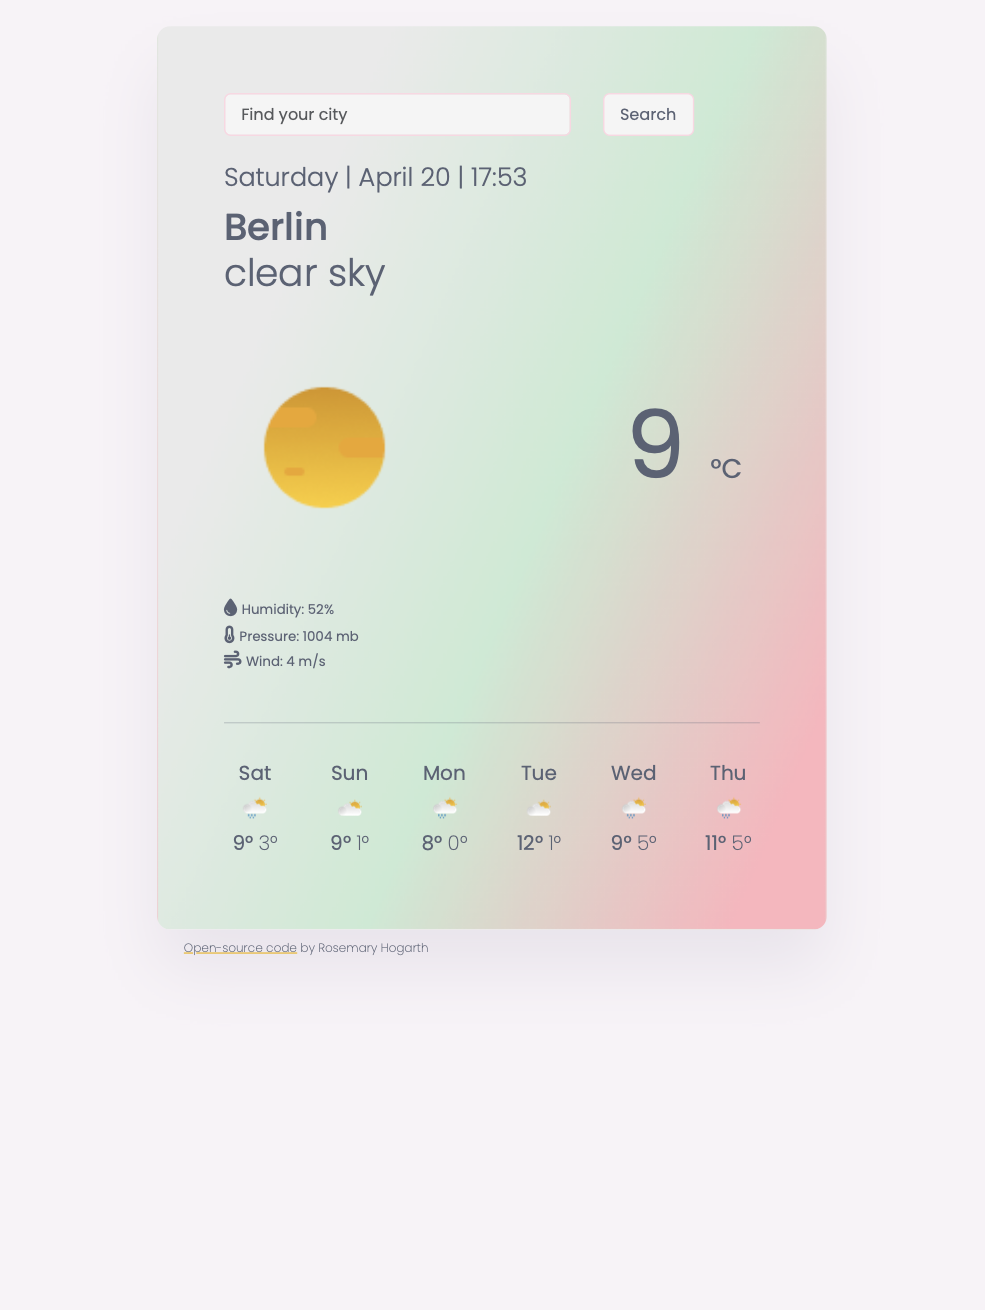 Find your city Search
Saturday | April 20 | 17:53
Berlin
clear sky
9 °C
Humidity: 52%
Pressure: 1004 mb
Wind: 4 m/s
Sat Sun Mon Tue Wed Thu
9° 3° 9° 1° 8° 0° 12° 1° 9° 5° 11° 5°
Open-source code by Rosemary Hogarth